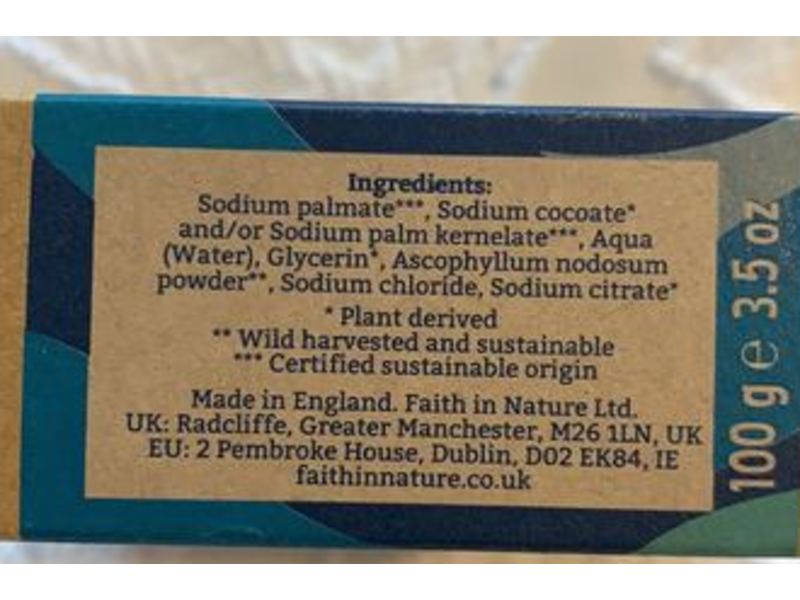 Ingredients:
Sodium palmate***, Sodium cocoate*
and/or Sodium palm kernelate***, Aqua
(Water), Glycerin*, Ascophyllum nodosum
powder**, Sodium chloride, Sodium citrate*
* Plant derived
** Wild harvested and sustainable
*** Certified sustainable origin
Made in England. Faith in Nature Ltd.
UK: Radcliffe, Greater Manchester, M26 1LN, UK
EU: 2 Pembroke House, Dublin, D02 EK84, IE
faithinnature.co.uk
100 g ℮ 3.5 oz